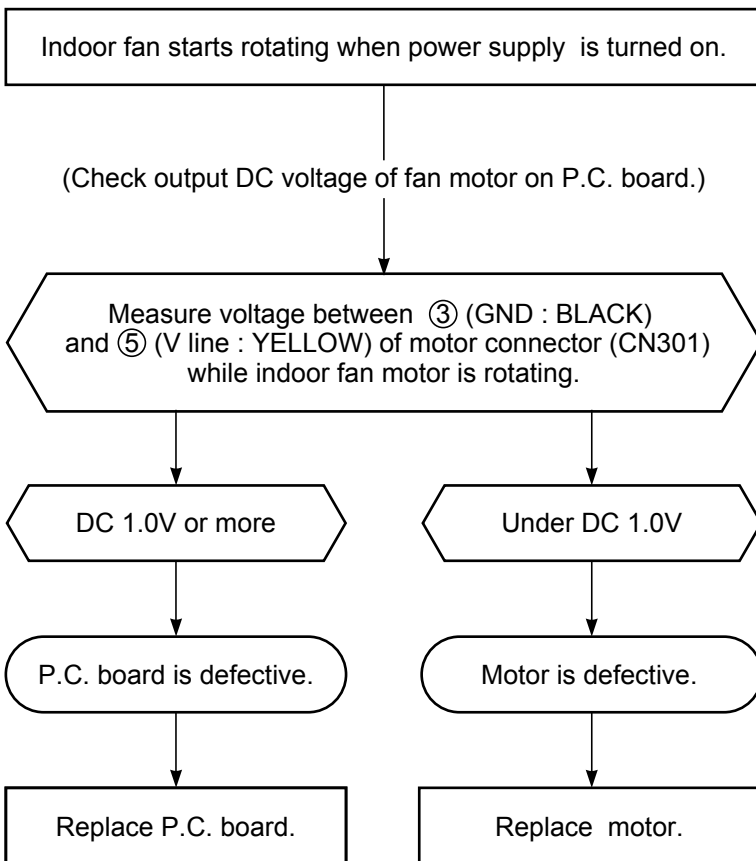 Indoor fan starts rotating when power supply is turned on.
(Check output DC voltage of fan motor on P.C. board.)
Measure voltage between ③ (GND : BLACK)
and ⑤ (V line : YELLOW) of motor connector (CN301)
while indoor fan motor is rotating.
DC 1.0V or more
Under DC 1.0V
P.C. board is defective.
Motor is defective.
Replace P.C. board.
Replace motor.